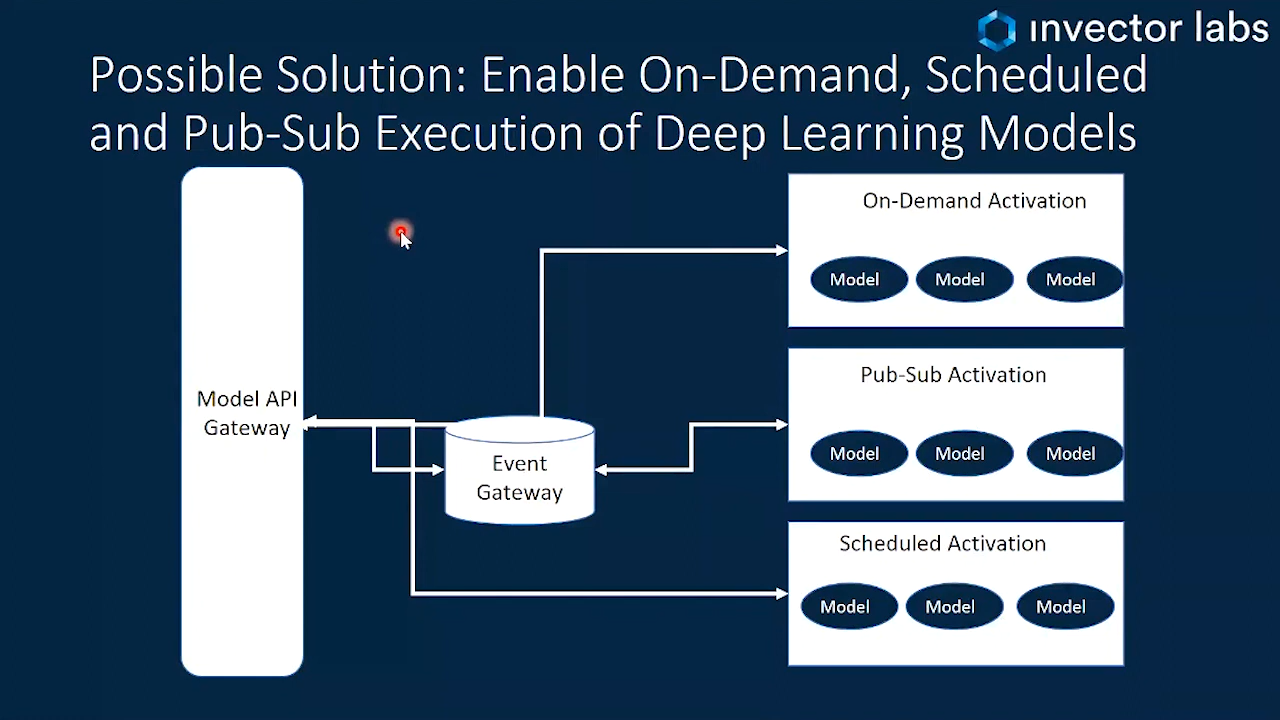 ınvector labs
Possible Solution: Enable On-Demand, Scheduled
and Pub-Sub Execution of Deep Learning Models
On-Demand Activation
Model Model Model
Pub-Sub Activation
Model Model Model
Model API
Gateway
Event
Gateway
Scheduled Activation
Model Model Model